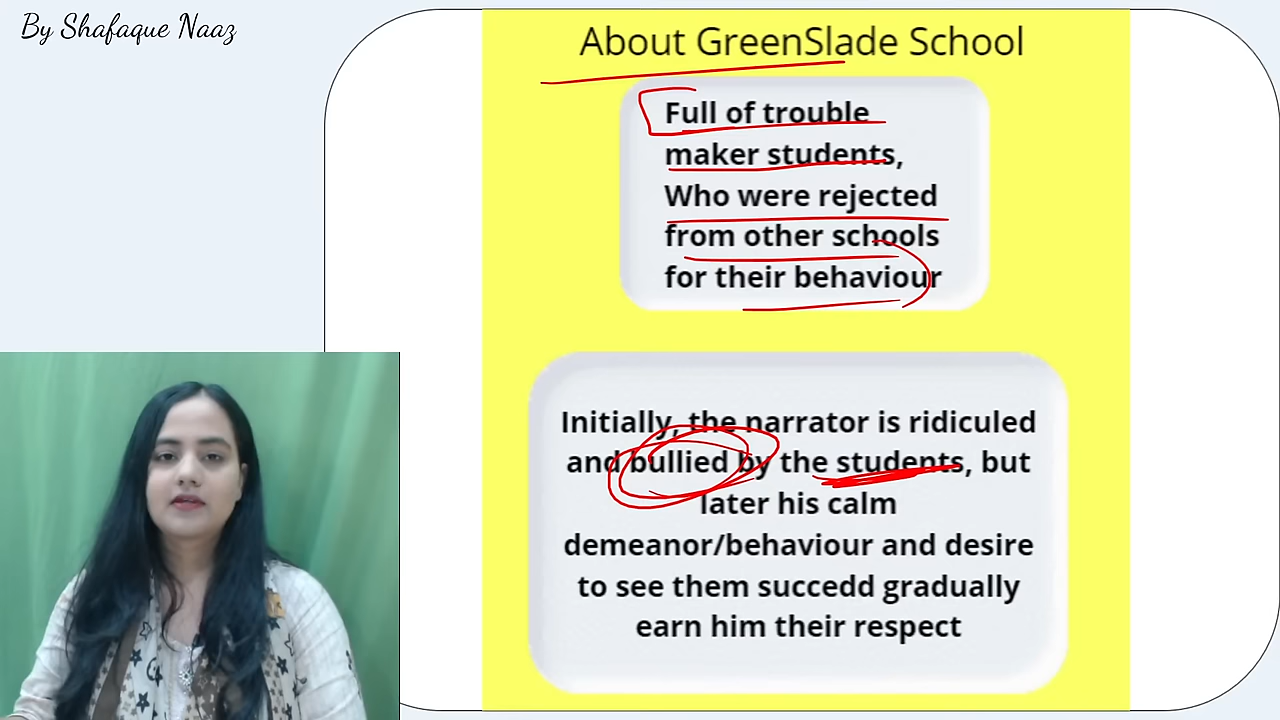 By Shafaque Naaz
About GreenSlade School
Full of trouble
maker students,
Who were rejected
from other schools
for their behaviour
Initially, the narrator is ridiculed
and bullied by the students, but
later his calm
demeanor/behaviour and desire
to see them succedd gradually
earn him their respect